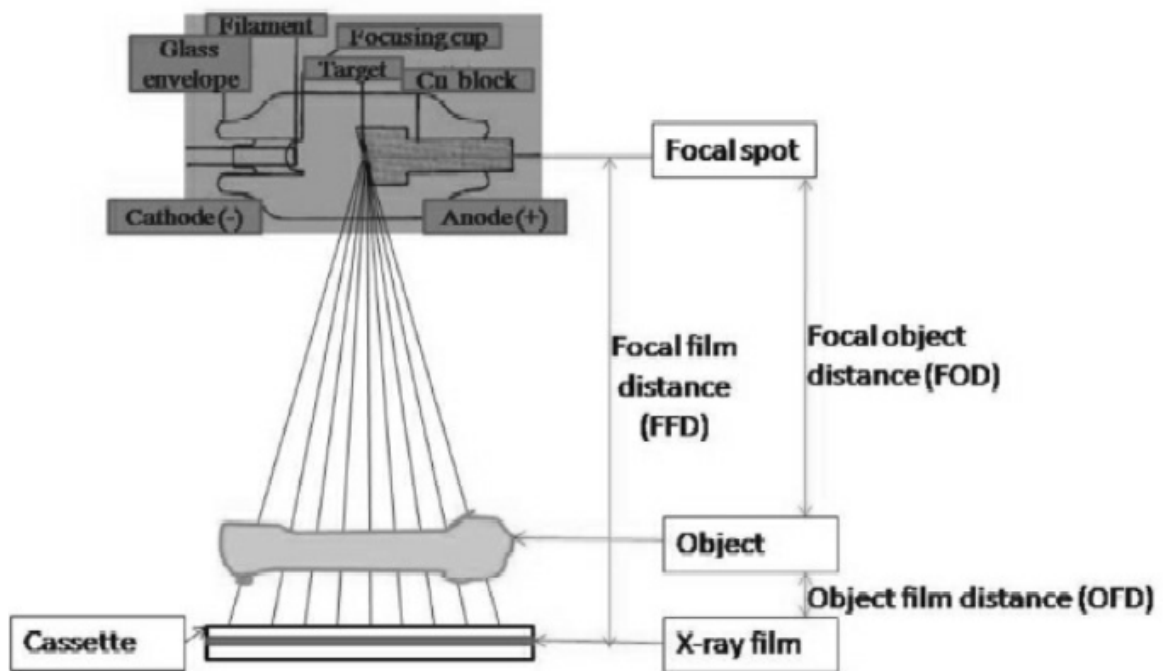 Filament
Glass
envelope
Focusing cup
Target
Cu block
Cathode (-)
Anode (+)
Focal spot
Focal film
distance
(FFD)
Focal object
distance (FOD)
Object
Object film distance (OFD)
Cassette
X-ray film